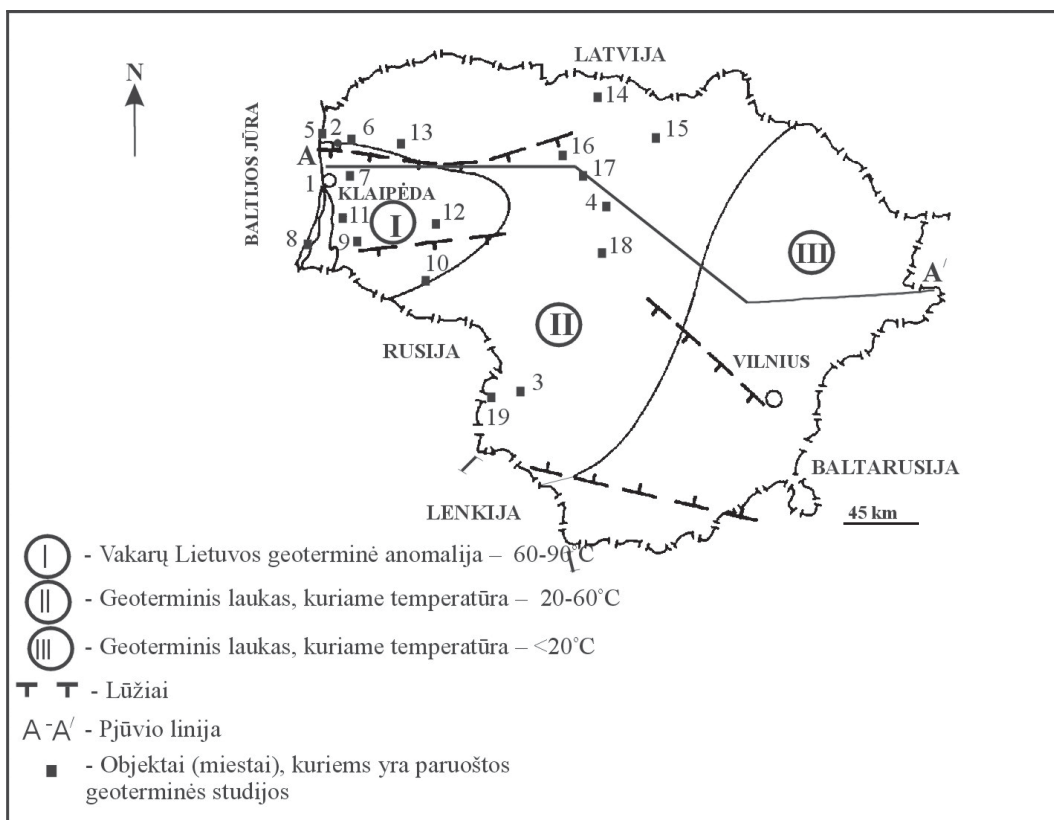 LATVIJA
N
14
BALTIJOS JŪRA
5 2 6 13
15
16
A
17
1 7
KLAIPĖDA
4
11 I 12
8 9
18
III
A/
10
II
RUSIJA
VILNIUS
3
19
BALTARUSIJA
LENKIJA
45 km
I - Vakarų Lietuvos geoterminė anomalija – 60-90°C
II - Geoterminis laukas, kuriame temperatūra – 20-60°C
III - Geoterminis laukas, kuriame temperatūra – <20°C
- Lūžiai
A-A/ - Pjūvio linija
- Objektai (miestai), kuriems yra paruoštos
geoterminės studijos